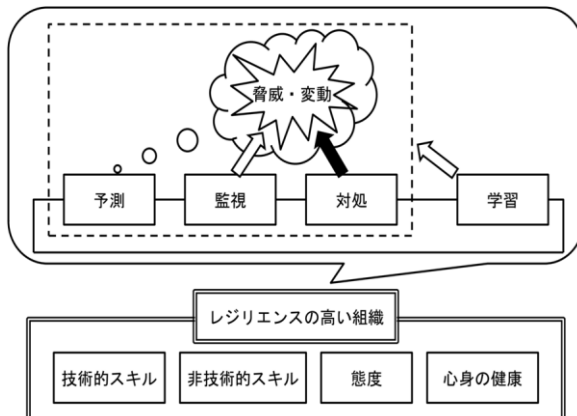 脅威・変動
予測
監視
対処
学習
レジリエンスの高い組織
技術的スキル
非技術的スキル
態度
心身の健康